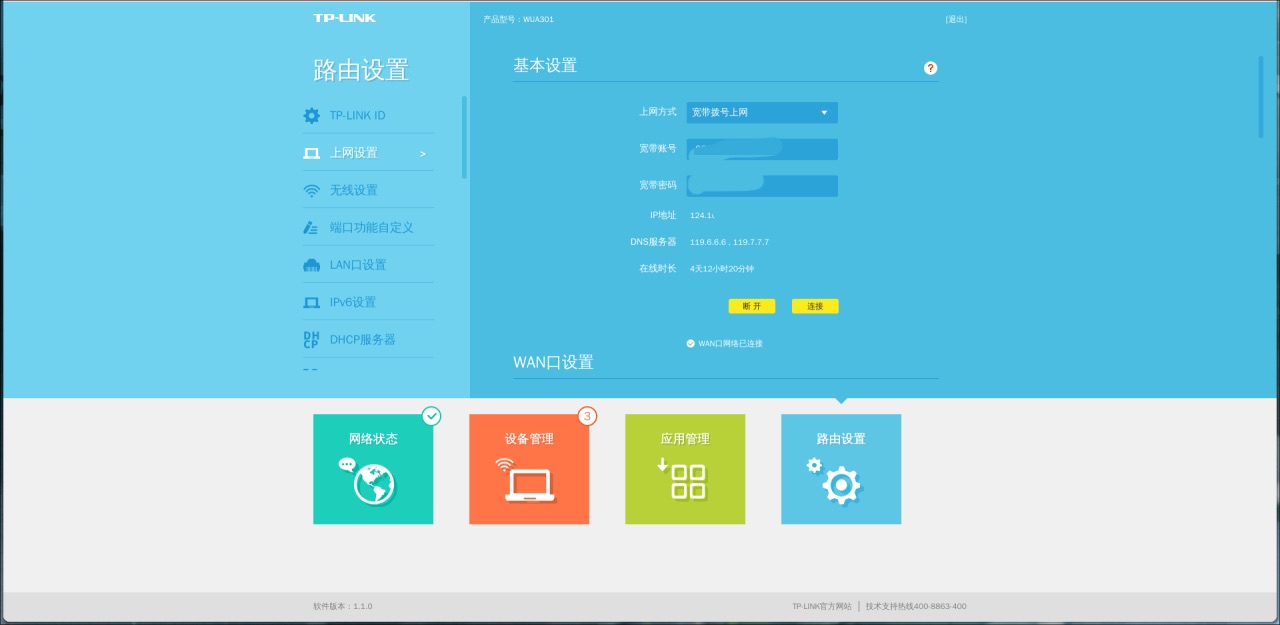 TP-LINK
产品型号：WUA301
[退出]
路由设置
TP-LINK ID
上网设置 >
无线设置
端口功能自定义
LAN口设置
IPv6设置
DHCP服务器
基本设置
?
上网方式 宽带拨号上网
宽带账号
宽带密码
IP地址 124.1
DNS服务器 119.6.6.6 , 119.7.7.7
在线时长 4天12小时20分钟
断 开 连接
WAN口网络已连接
WAN口设置
网络状态
3
设备管理
应用管理
路由设置
软件版本：1.1.0
TP-LINK官方网站 | 技术支持热线400-8863-400